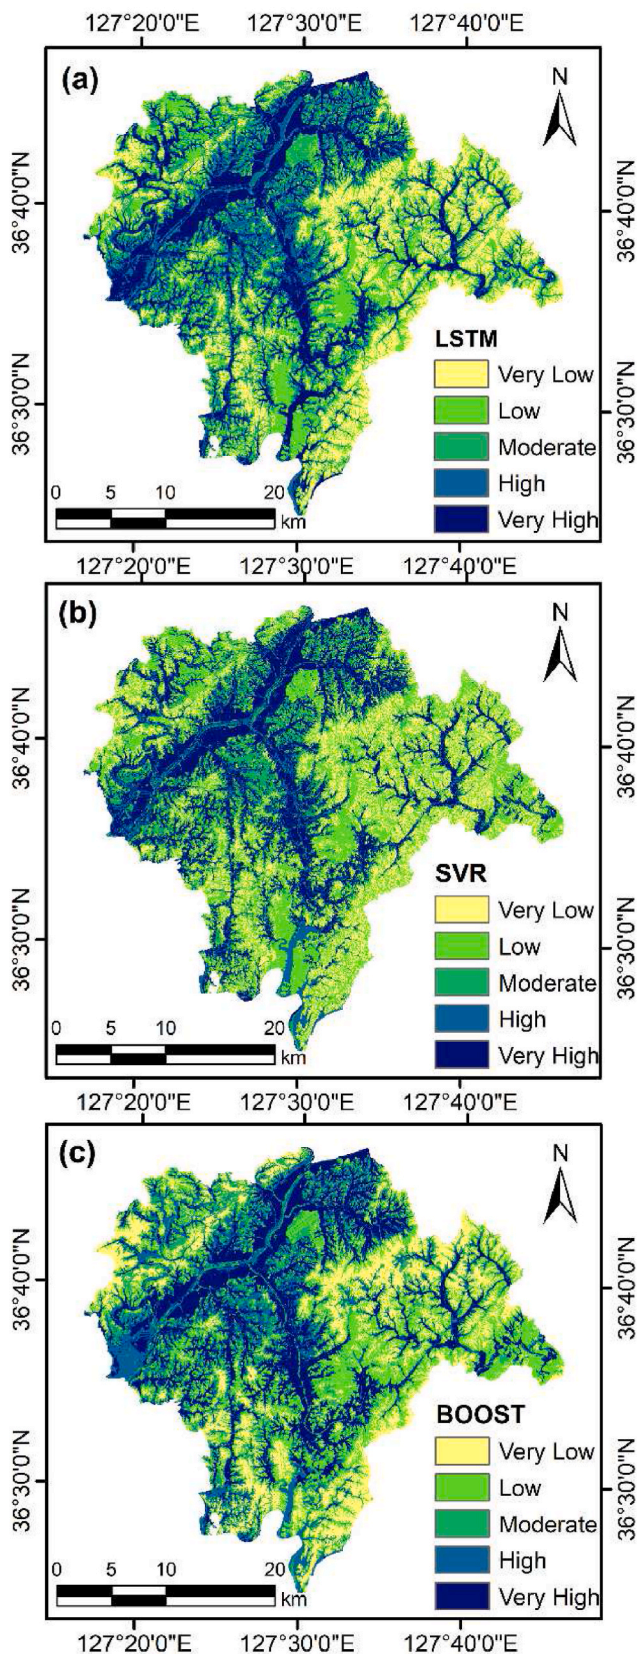 127°20'0"E 127°30'0"E 127°40'0"E
(a)
N
36°40'0"N 36°40'0"N
LSTM
Very Low
36°30'0"N 36°30'0"N
Low
Moderate
High
0 5 10 20
km
Very High
127°20'0"E 127°30'0"E 127°40'0"E
(b)
N
36°40'0"N 36°40'0"N
SVR
Very Low
36°30'0"N 36°30'0"N
Low
Moderate
High
0 5 10 20
km
Very High
127°20'0"E 127°30'0"E 127°40'0"E
(c)
N
36°40'0"N 36°40'0"N
BOOST
Very Low
36°30'0"N 36°30'0"N
Low
Moderate
High
0 5 10 20
km
Very High
127°20'0"E 127°30'0"E 127°40'0"E